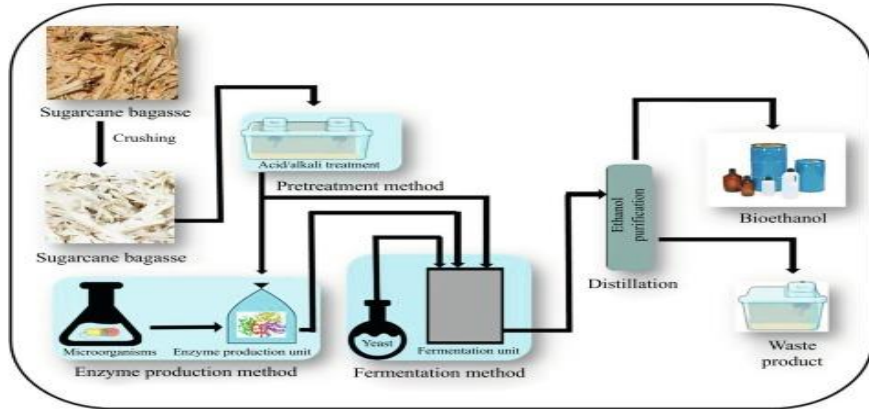 Sugarcane bagasse
Crushing
Sugarcane bagasse
Acid/alkali treatment
Pretreatment method
Microorganisms
Enzyme production unit
Enzyme production method
Yeast
Fermentation unit
Fermentation method
Ethanol
purification
Distillation
Bioethanol
Waste
product